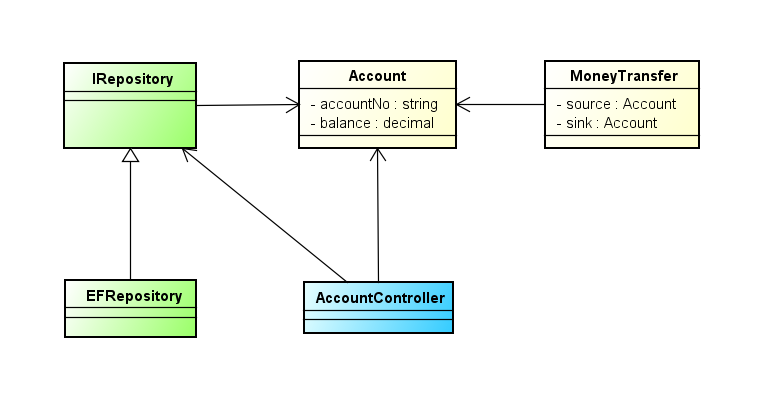 IRepository
Account
- accountNo : string
- balance : decimal
MoneyTransfer
- source : Account
- sink : Account
EFRepository
AccountController